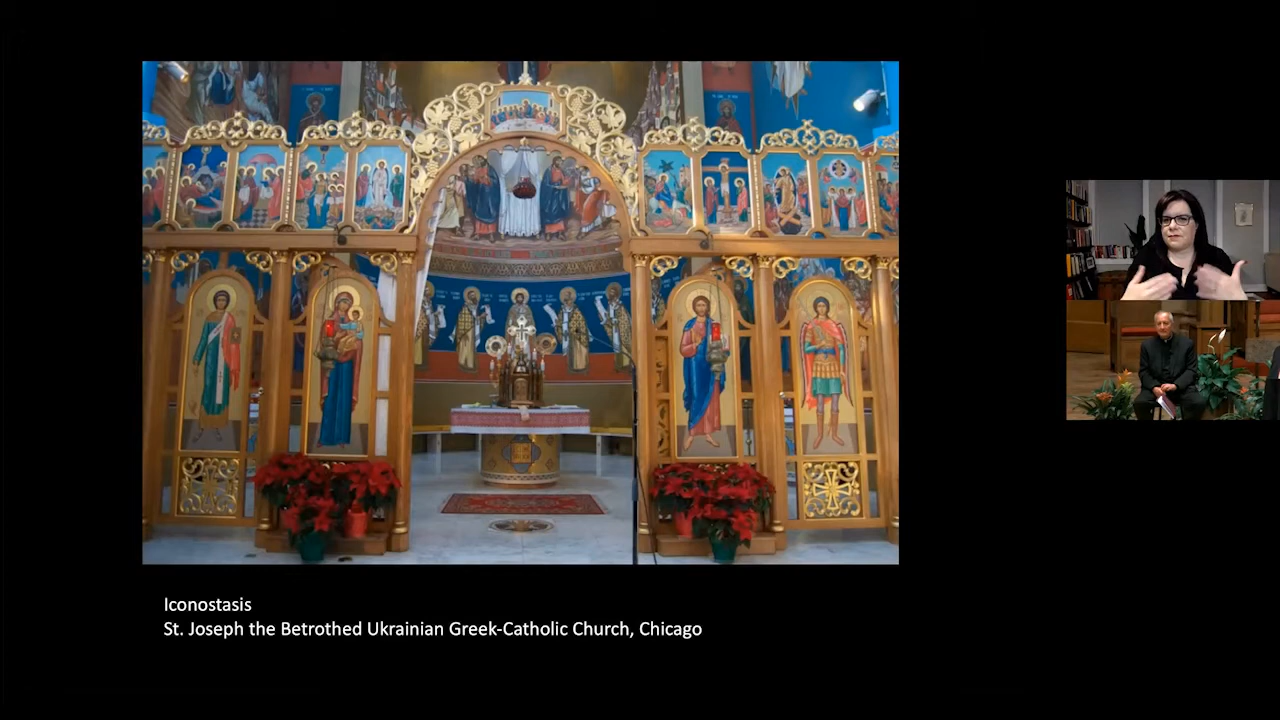 Iconostasis
St. Joseph the Betrothed Ukrainian Greek-Catholic Church, Chicago